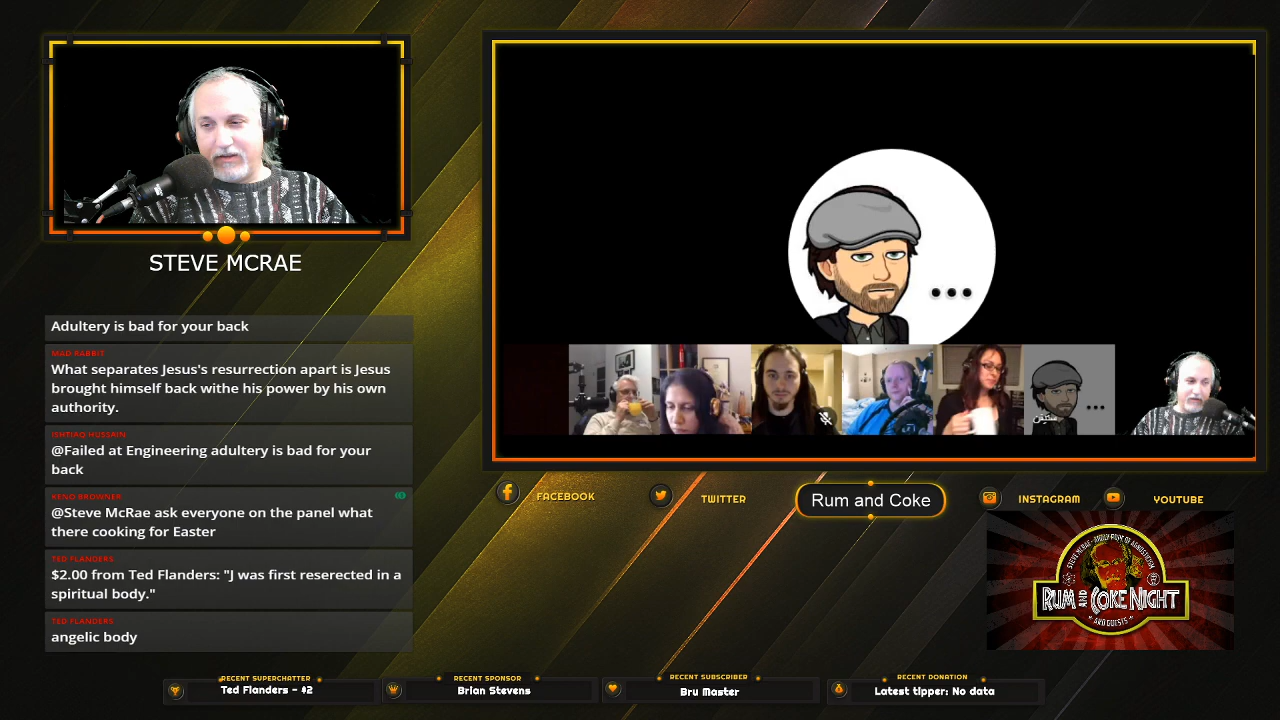 STEVE MCRAE
Adultery is bad for your back
MAD RABBIT
What separates Jesus's resurrection apart is Jesus
brought himself back withe his power by his own
authority.
ISHTIAQ HUSSAIN
@Failed at Engineering adultery is bad for your
back
KENO BROWNER
@Steve McRae ask everyone on the panel what
there cooking for Easter
TED FLANDERS
$2.00 from Ted Flanders: "J was first reserected in a
spiritual body."
TED FLANDERS
angelic body
FACEBOOK
TWITTER
Rum and Coke
INSTAGRAM
YOUTUBE
RUM AND COKE NIGHT
AND GUESTS
RECENT SUPERCHATTER
Ted Flanders - $2
RECENT SPONSOR
Brian Stevens
RECENT SUBSCRIBER
Bru Master
RECENT DONATION
Latest tipper: No data